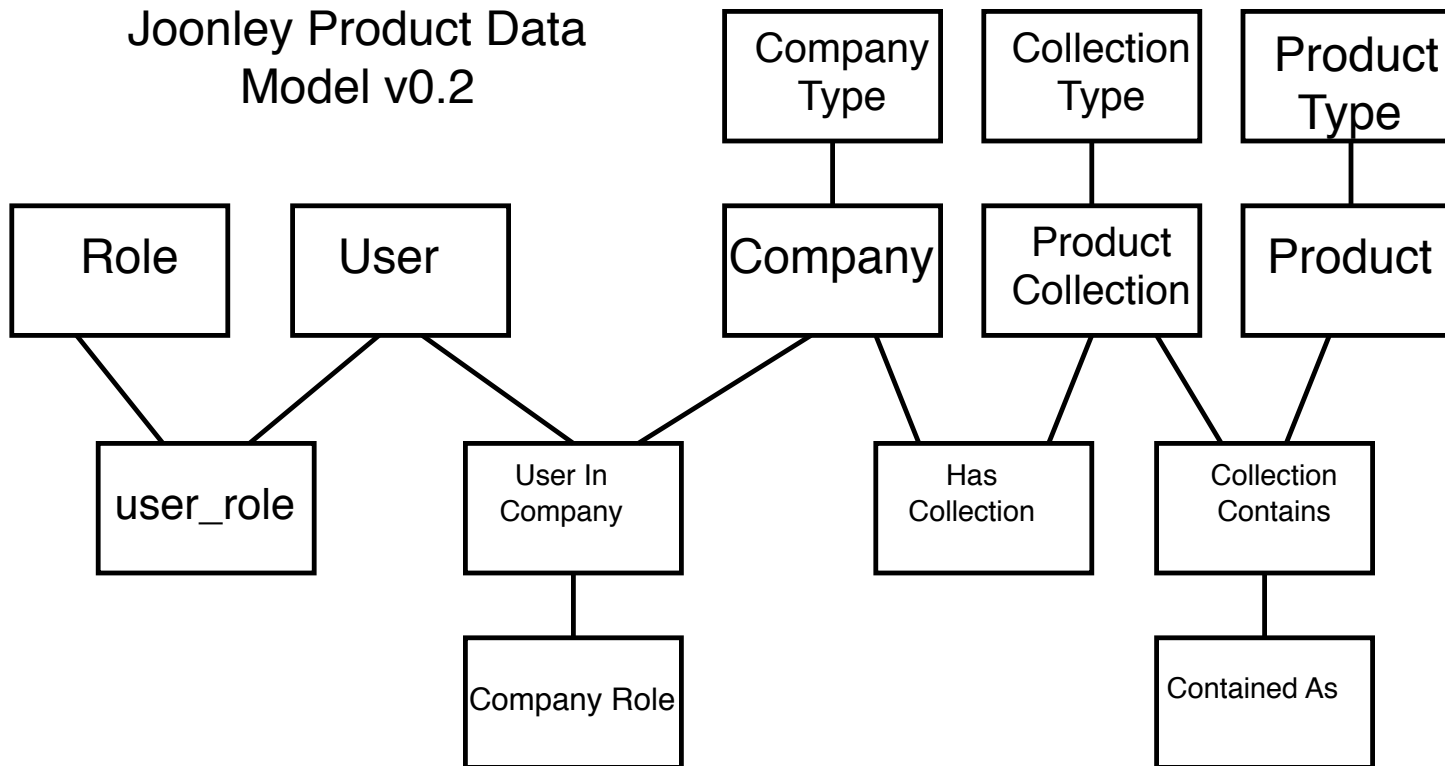 Joonley Product Data
Model v0.2
Company
Type
Collection
Type
Product
Type
Role
User
Company
Product
Collection
Product
user_role
User In
Company
Has
Collection
Collection
Contains
Company Role
Contained As